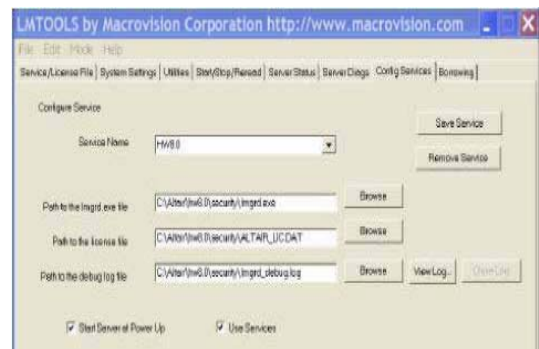 LMTOOLS by Macrovision Corporation http://www.macrovision.com
File Edit Mode Help
Service/License File System Settings Utilities Start/Stop/Reread Server Status Server Diags Config Services Borrowing
Configure Service
Save Service
Service Name HW8.0
Remove Service
Path to the lmgrd.exe file C:\Altair\hw8.0\security\lmgrd.exe Browse
Path to the license file C:\Altair\hw8.0\security\ALTAIR_LIC.DAT Browse
Path to the debug log file C:\Altair\hw8.0\security\lmgrd_debug.log Browse View Log... Close Log
Start Server at Power Up Use Services